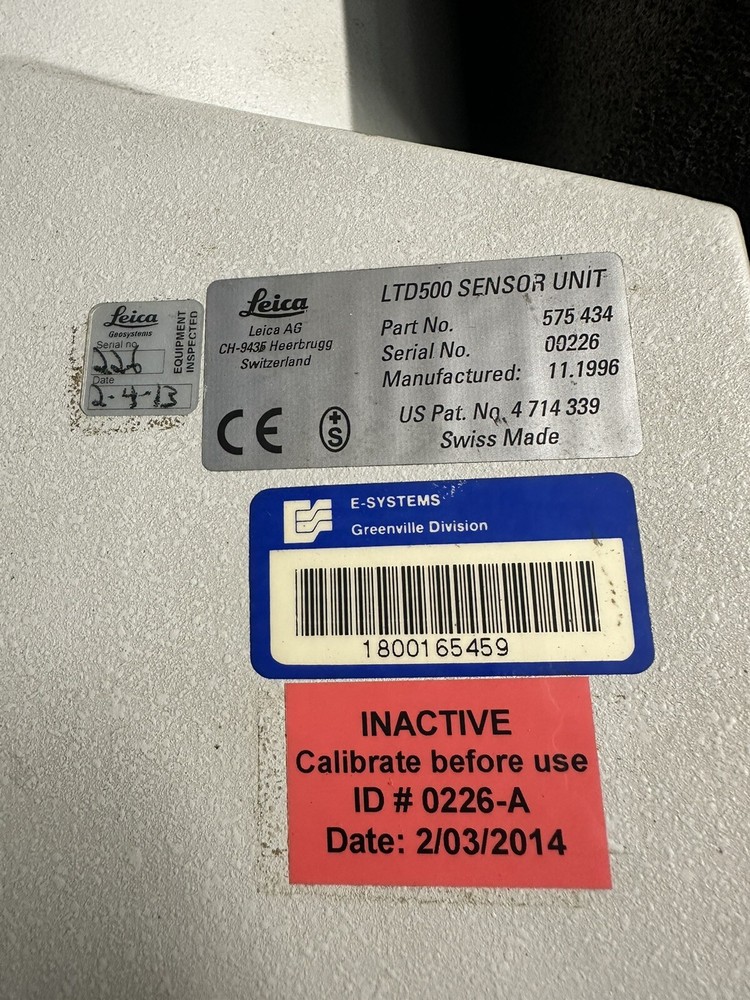 Leica
Geosystems
Serial no
226
Date
2-4-13
EQUIPMENT
INSPECTED
Leica
Leica AG
CH-9435 Heerbrugg
Switzerland
CE
+S
LTD500 SENSOR UNIT
Part No. 575 434
Serial No. 00226
Manufactured: 11.1996
US Pat. No. 4 714 339
Swiss Made
E-SYSTEMS
Greenville Division
1800165459
INACTIVE
Calibrate before use
ID # 0226-A
Date: 2/03/2014